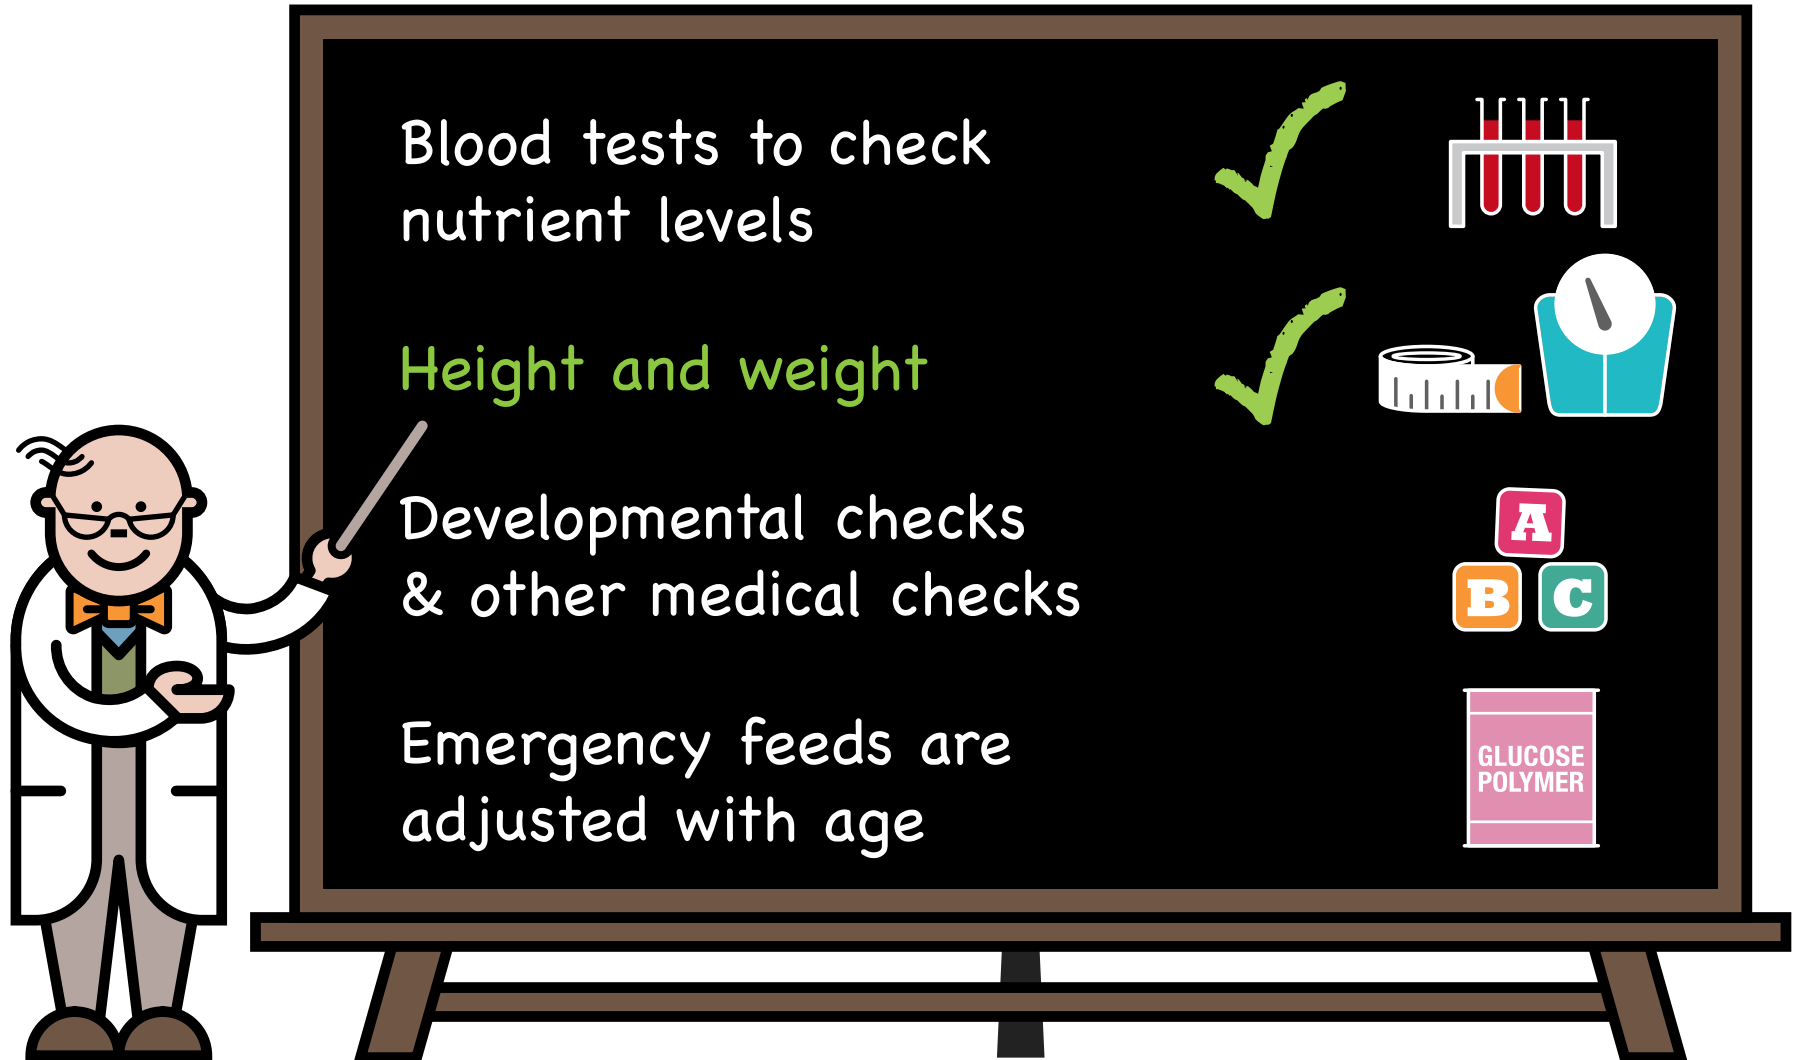 Blood tests to check
nutrient levels
Height and weight
Developmental checks
& other medical checks
A
B C
Emergency feeds are
adjusted with age
GLUCOSE
POLYMER